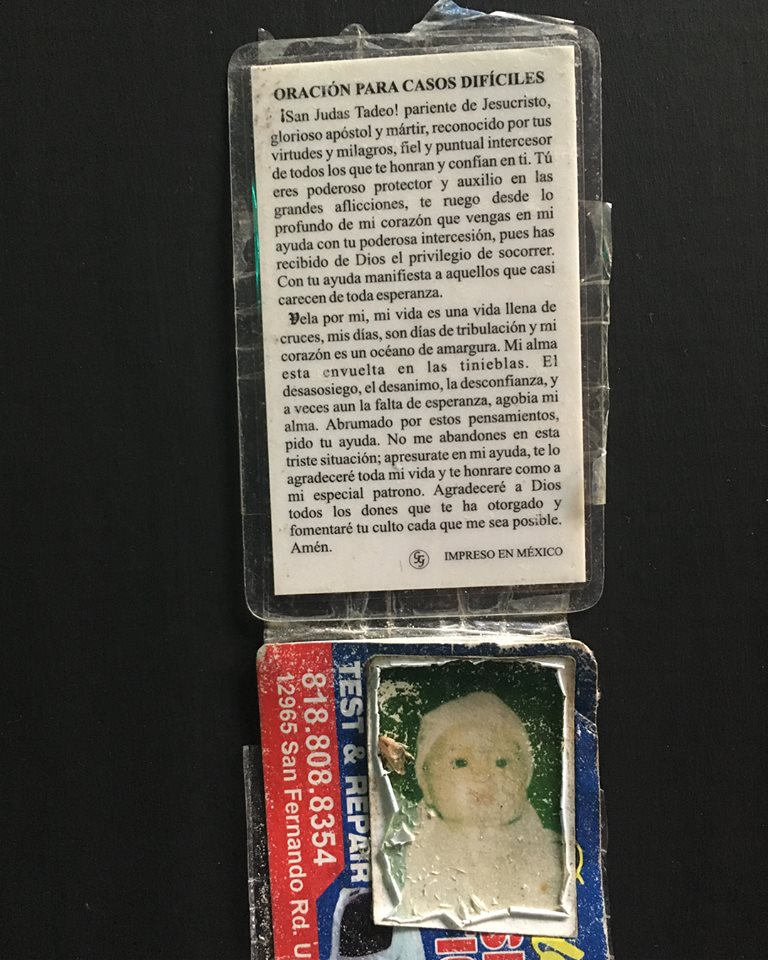 ORACIÓN PARA CASOS DIFÍCILES
¡San Judas Tadeo! pariente de Jesucristo,
glorioso apóstol y mártir, reconocido por tus
virtudes y milagros, fiel y puntual intercesor
de todos los que te honran y confían en ti. Tú
eres poderoso protector y auxilio en las
grandes aflicciones, te ruego desde lo
profundo de mi corazón que vengas en mi
ayuda con tu poderosa intercesión, pues has
recibido de Dios el privilegio de socorrer.
Con tu ayuda manifiesta a aquellos que casi
carecen de toda esperanza.
Vela por mi, mi vida es una vida llena de
cruces, mis días, son días de tribulación y mi
corazón es un océano de amargura. Mi alma
esta envuelta en las tinieblas. El
desasosiego, el desanimo, la desconfianza, y
a veces aun la falta de esperanza, agobia mi
alma. Abrumado por estos pensamientos,
pido tu ayuda. No me abandones en esta
triste situación; apresurate en mi ayuda, te lo
agradeceré toda mi vida y te honrare como a
mi especial patrono. Agradeceré a Dios
todos los dones que te ha otorgado y
fomentaré tu culto cada que me sea posible.
Amén.
GG IMPRESO EN MÉXICO
TEST & REPAIR
818.808.8354
12965 San Fernando Rd. U